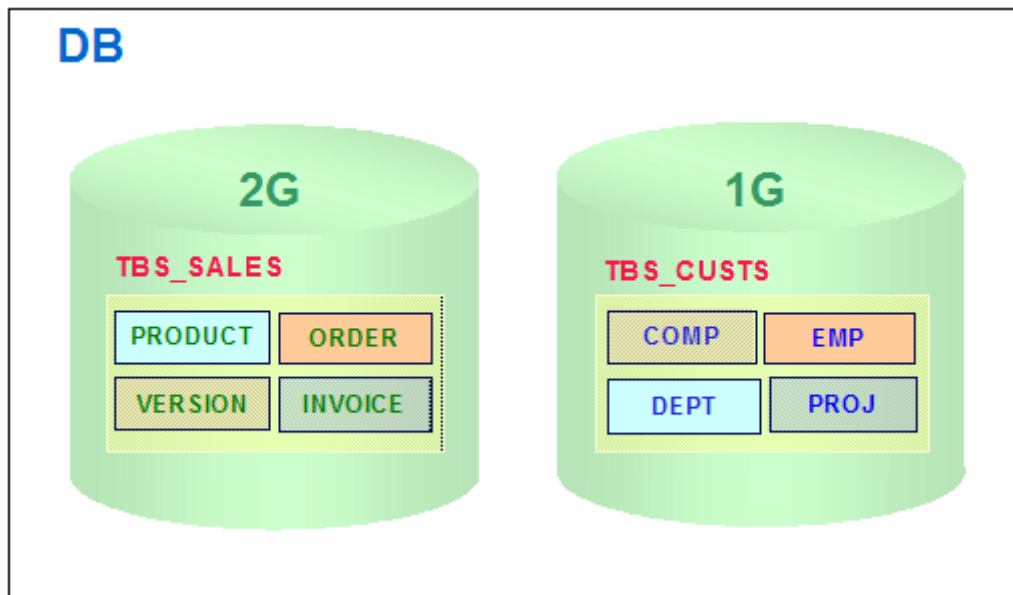 DB
2G
TBS_SALES
PRODUCT ORDER
VERSION INVOICE
1G
TBS_CUSTS
COMP EMP
DEPT PROJ